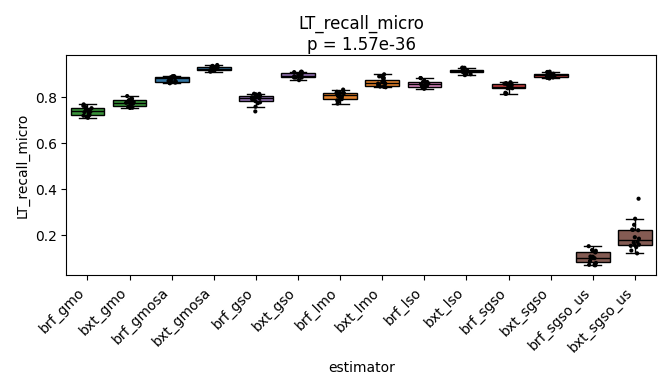 LT_recall_micro
p = 1.57e-36
LT_recall_micro
0.8
0.6
0.4
0.2
brf_gmo
bxt_gmo
brf_gmosa
bxt_gmosa
brf_gso
bxt_gso
brf_lmo
bxt_lmo
brf_lso
bxt_lso
brf_sgso
bxt_sgso
brf_sgso_us
bxt_sgso_us
estimator